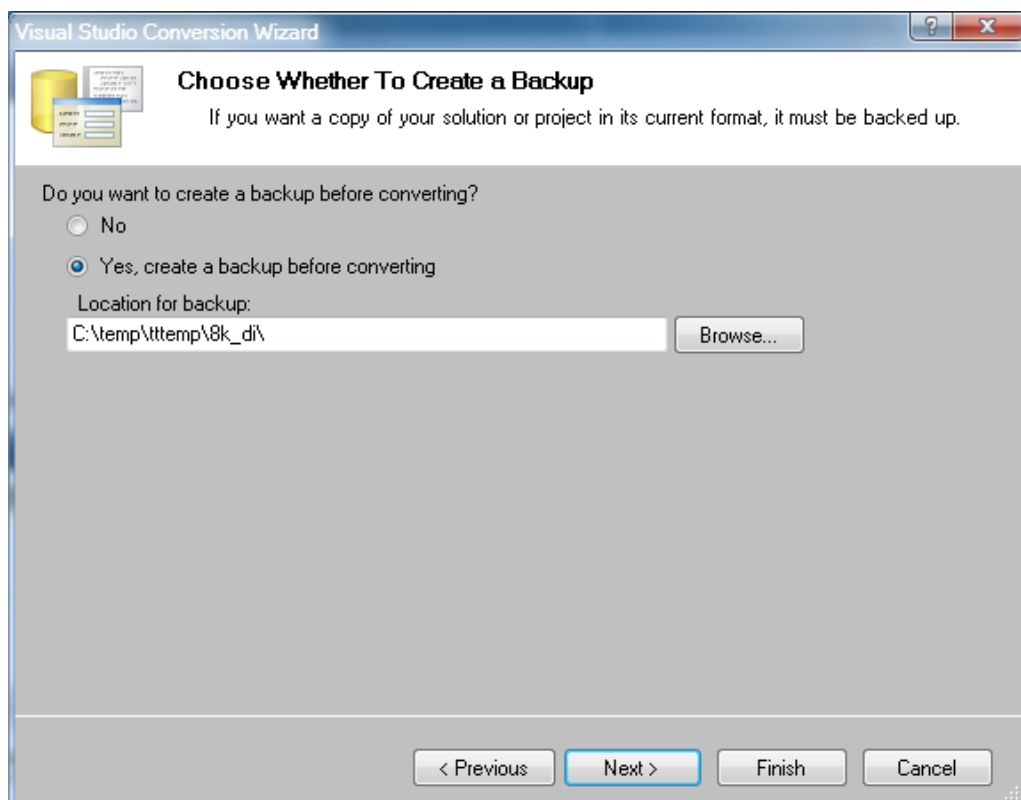 Visual Studio Conversion Wizard
?
Choose Whether To Create a Backup
If you want a copy of your solution or project in its current format, it must be backed up.
Do you want to create a backup before converting?
No
Yes, create a backup before converting
Location for backup:
C:\temp\tttemp\8k_di\
Browse...
< Previous Next > Finish Cancel